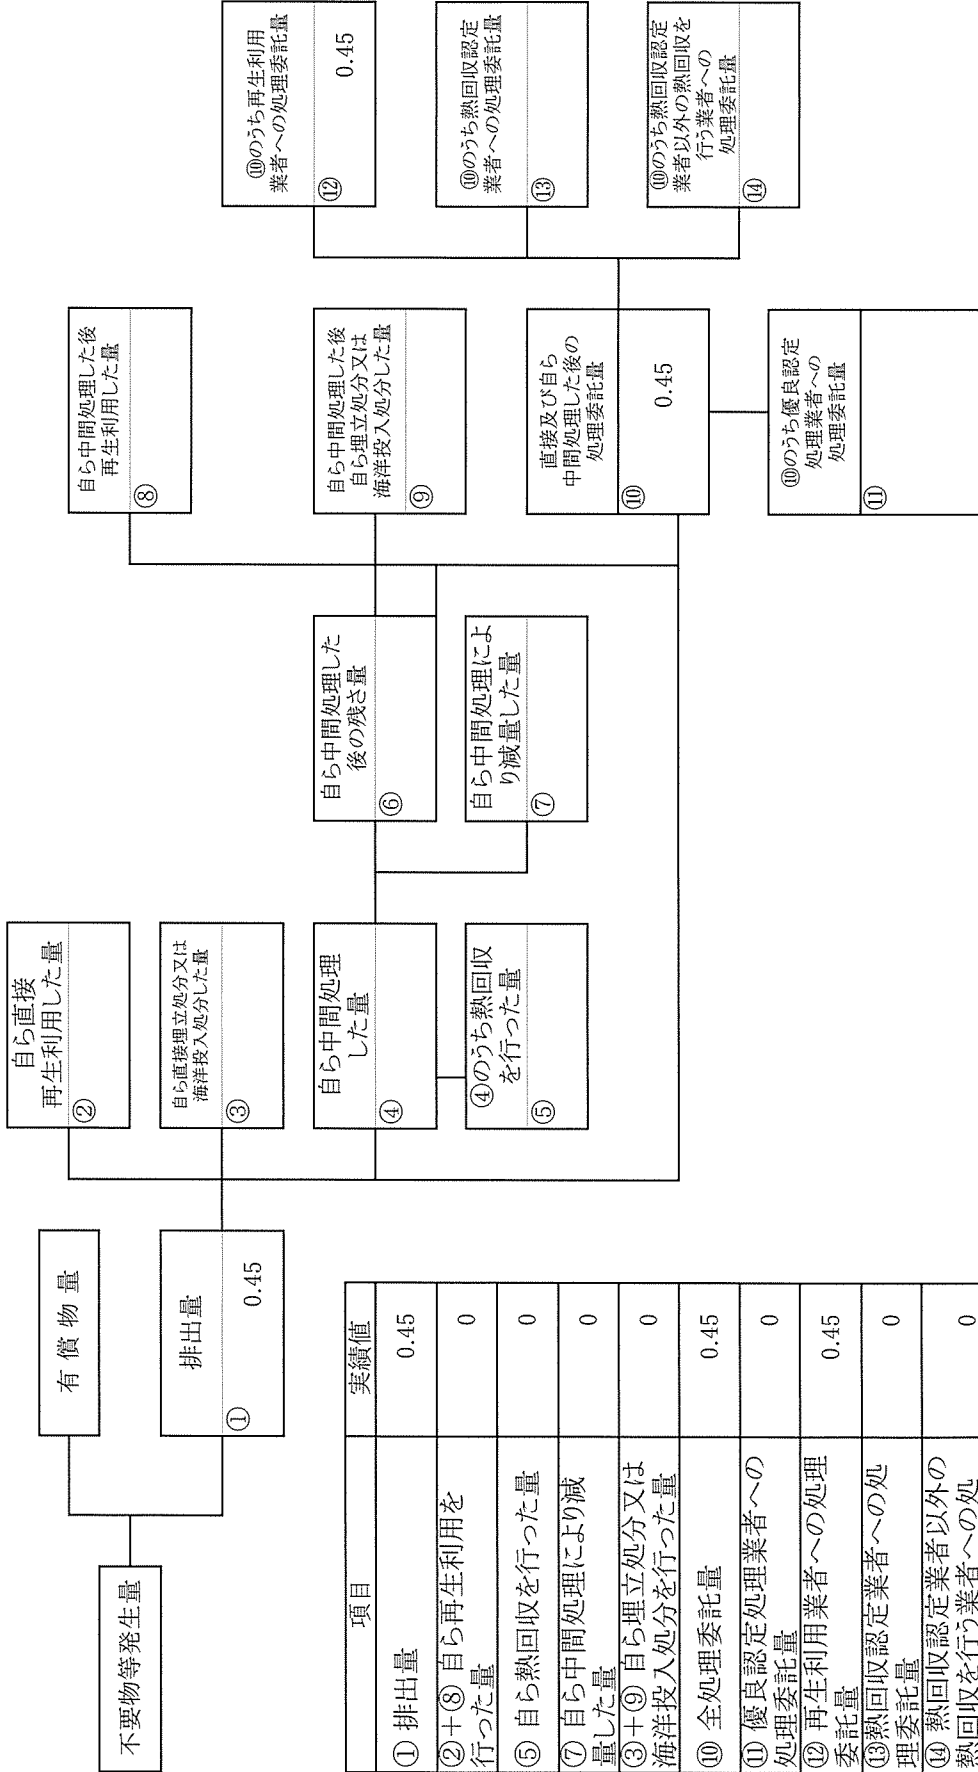 不要物等発生量
有 償 物 量
排出量
①
0.45
自ら直接
再生利用した量
②
自ら直接埋立処分又は
海洋投入処分した量
③
自ら中間処理
した量
④
④のうち熱回収
を行った量
⑤
自ら中間処理した
後の残さ量
⑥
自ら中間処理によ
り減量した量
⑦
自ら中間処理した後
再生利用した量
⑧
自ら中間処理した後
自ら埋立処分又は
海洋投入処分した量
⑨
直接及び自ら
中間処理した後の
処理委託量
⑩
0.45
⑩のうち優良認定
処理業者への
処理委託量
⑪
⑩のうち再生利用
業者への処理委託量
⑫
0.45
⑩のうち熱回収認定
業者への処理委託量
⑬
⑩のうち熱回収認定
業者以外の熱回収を
行う業者への
処理委託量
⑭
項目 実績値
① 排出量 0.45
②+⑧ 自ら再生利用を
行った量 0
⑤ 自ら熱回収を行った量 0
⑦ 自ら中間処理により減
量した量 0
③+⑨ 自ら埋立処分又は
海洋投入処分を行った量 0
⑩ 全処理委託量 0.45
⑪ 優良認定処理業者への
処理委託量 0
⑫ 再生利用業者への処理
委託量 0.45
⑬熱回収認定業者への処
理委託量 0
⑭ 熱回収認定業者以外の
熱回収を行う業者への処 0